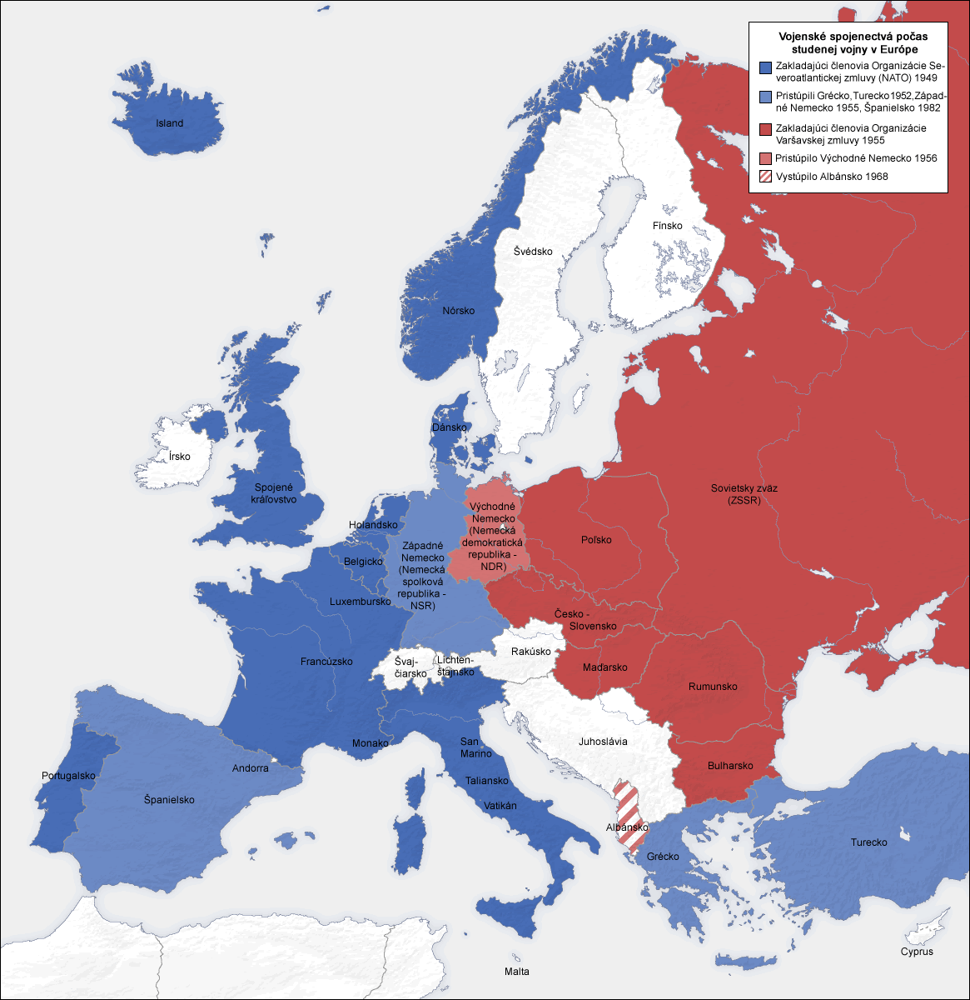 Vojenské spojenectvá počas
studenej vojny v Európe
Zakladajúci členovia Organizácie Se-
veroatlantickej zmluvy (NATO) 1949
Pristúpili Grécko,Turecko1952,Západ-
né Nemecko 1955, Španielsko 1982
Zakladajúci členovia Organizácie
Varšavskej zmluvy 1955
Pristúpilo Východné Nemecko 1956
Vystúpilo Albánsko 1968
Island
Fínsko
Švédsko
Nórsko
Dánsko
Írsko
Spojené
kráľovstvo
Sovietsky zväz
(ZSSR)
Východné
Nemecko
(Nemecká
demokratická
republika -
NDR)
Holandsko
Poľsko
Západné
Nemecko
(Nemecká
spolková
republika -
NSR)
Belgicko
Luxembursko
Česko -
Slovensko
Rakúsko
Švaj-
čiarsko
Lichten-
štajnsko
Francúzsko
Maďarsko
Rumunsko
Monako
San
Marino
Juhoslávia
Andorra
Bulharsko
Portugalsko
Taliansko
Španielsko
Vatikán
Albánsko
Turecko
Grécko
Cyprus
Malta